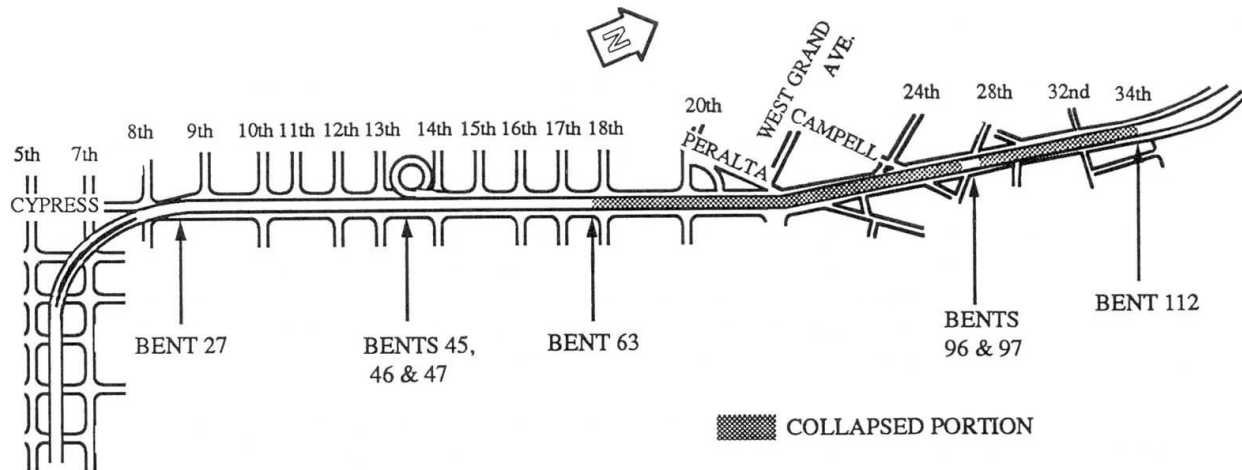 N
WEST GRAND
AVE.
8th
9th
10th
11th
12th
13th
14th
15th
16th
17th
18th
20th
24th
28th
32nd
34th
5th
7th
PERALTA
CAMPELL
CYPRESS
BENT 27
BENTS 45,
46 & 47
BENT 63
BENTS
96 & 97
BENT 112
COLLAPSED PORTION